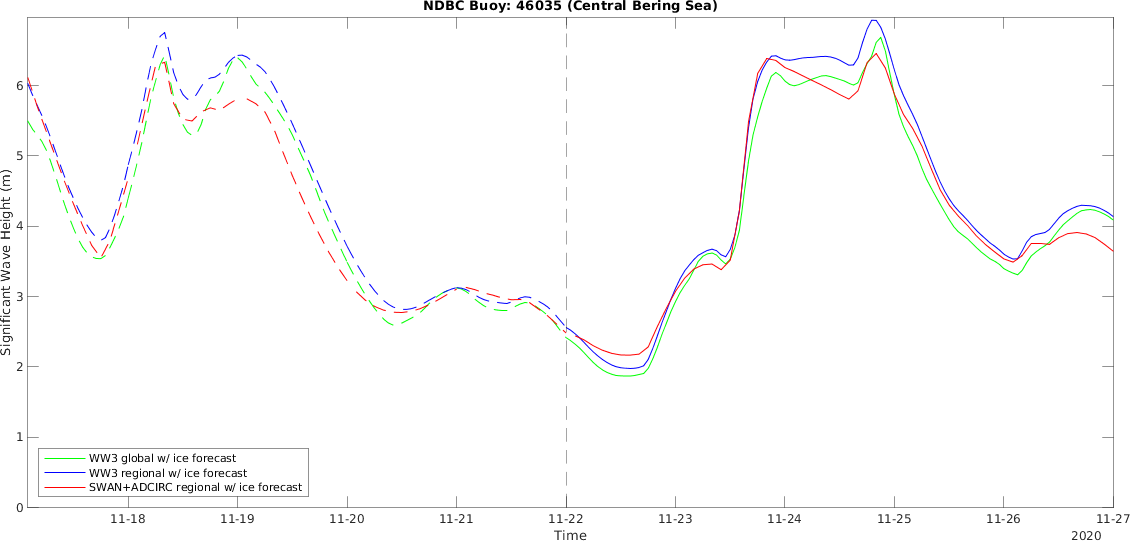 NDBC Buoy: 46035 (Central Bering Sea)
Significant Wave Height (m)
6
5
4
3
2
1
0
WW3 global w/ ice forecast
WW3 regional w/ ice forecast
SWAN+ADCIRC regional w/ ice forecast
11-18 11-19 11-20 11-21 11-22 11-23 11-24 11-25 11-26 11-27
Time
2020